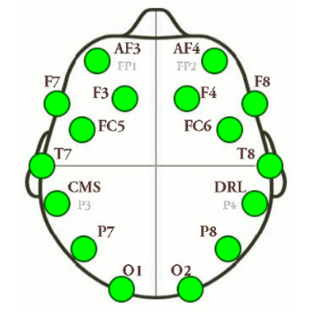 AF3 AF4
FP1 FP2
F7 F8
F3 F4
FC5 FC6
T7 T8
CMS DRL
P3 P4
P7 P8
O1 O2